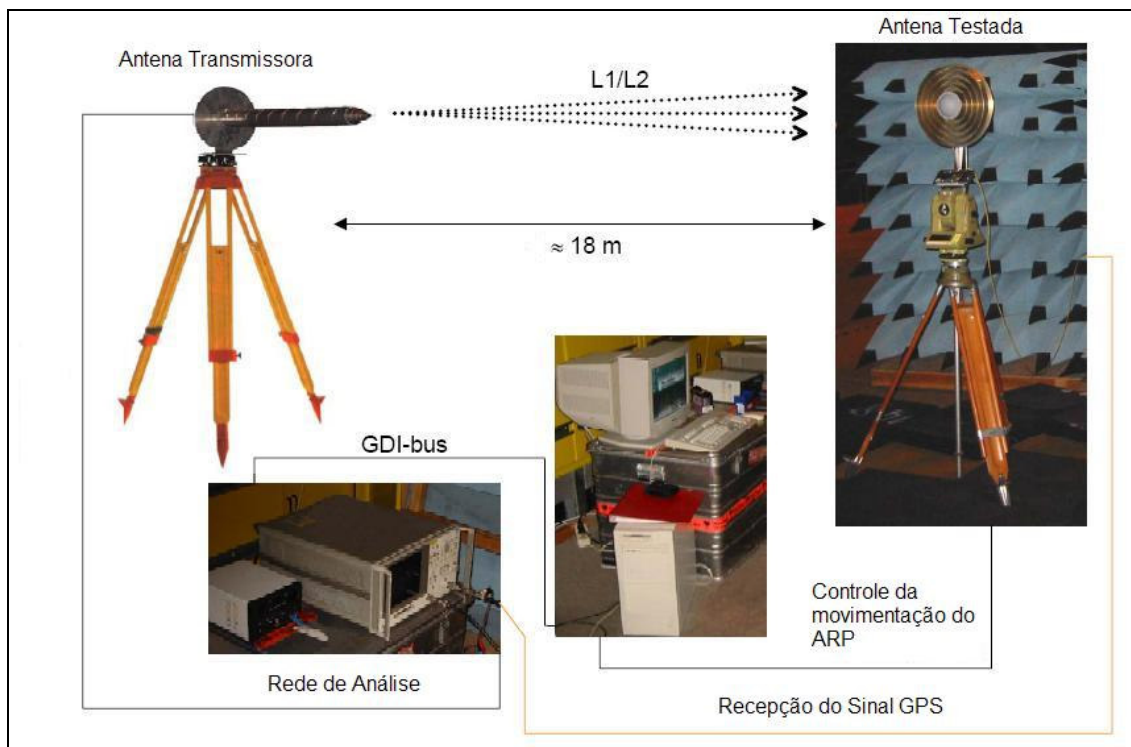 Antena Transmissora
Antena Testada
L1/L2
≈ 18 m
GDI-bus
Controle da
movimentação do
ARP
Rede de Análise
Recepção do Sinal GPS